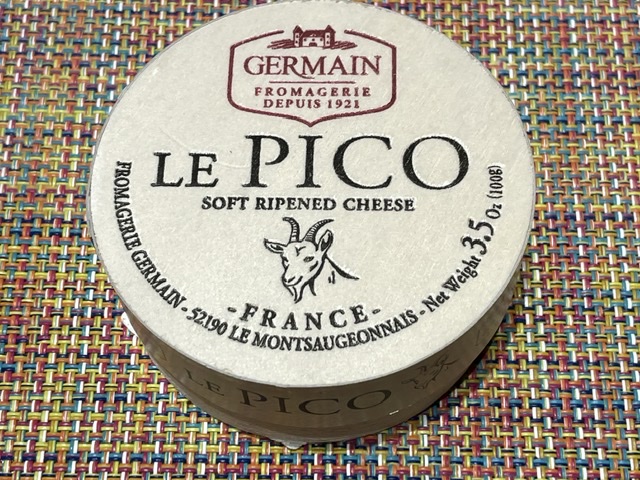 GERMAIN
FROMAGERIE
DEPUIS 1921
LE PICO
SOFT RIPENED CHEESE
- FRANCE -
FROMAGERIE GERMAIN - 52190 LE MONTSAUGEONNAIS - Net Weight 3.5 Oz (100g)
LE PICO